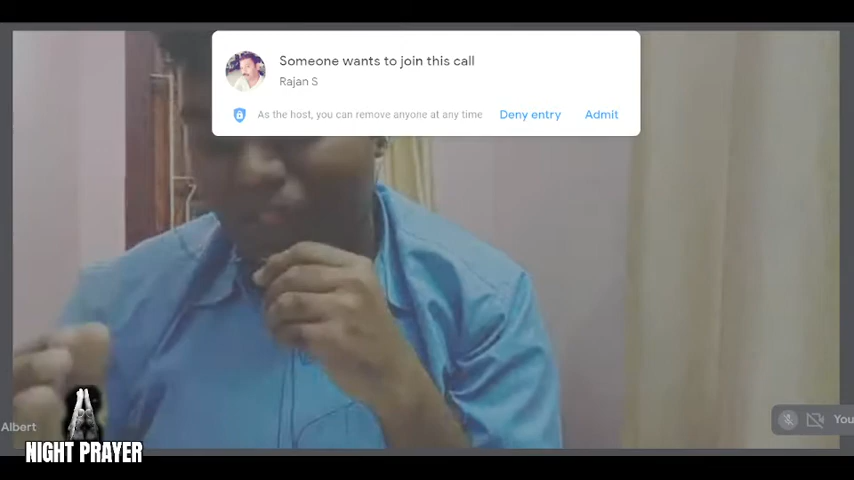 Someone wants to join this call
Rajan S
As the host, you can remove anyone at any time
Deny entry
Admit
Albert
You
NIGHT PRAYER